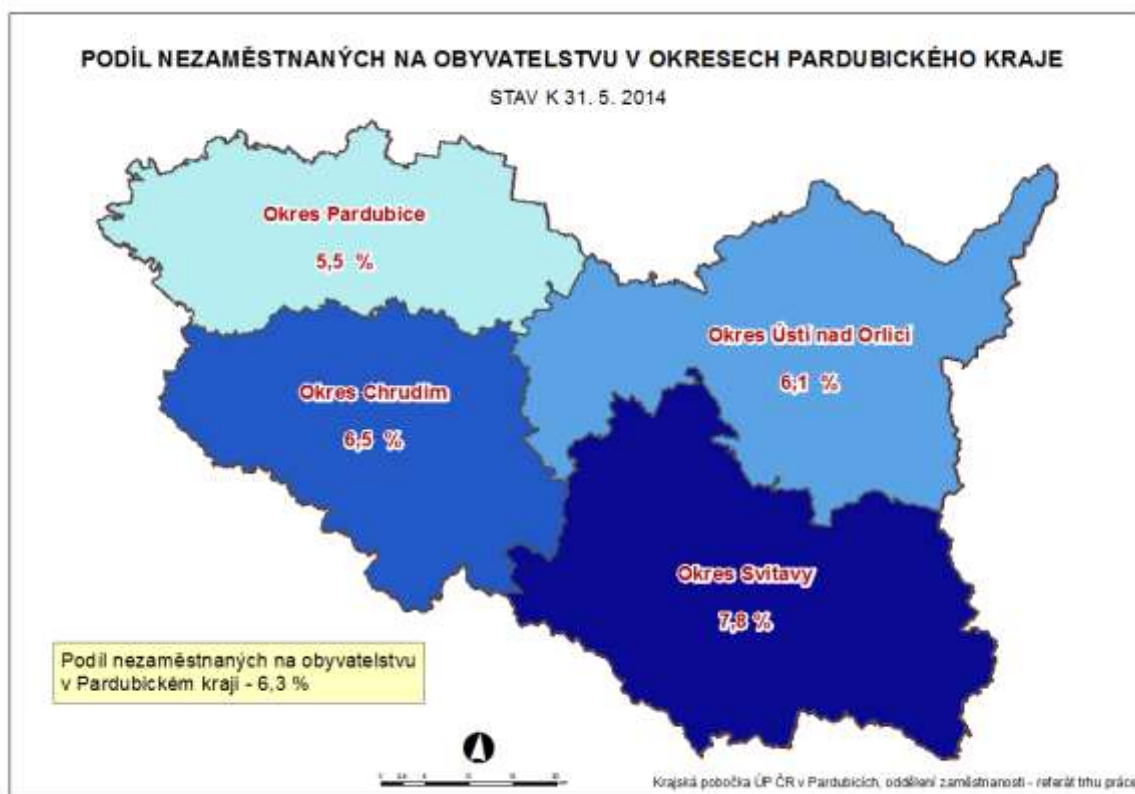 PODÍL NEZAMĚSTNANÝCH NA OBYVATELSTVU V OKRESECH PARDUBICKÉHO KRAJE
STAV K 31. 5. 2014
Okres Pardubice
5,5 %
Okres Ústí nad Orlicí
6,1 %
Okres Chrudim
6,5 %
Okres Svitavy
7,8 %
Podíl nezaměstnaných na obyvatelstvu
v Pardubickém kraji - 6,3 %
Krajská pobočka ÚP ČR v Pardubicích, oddělení zaměstnanosti - referát trhu práce